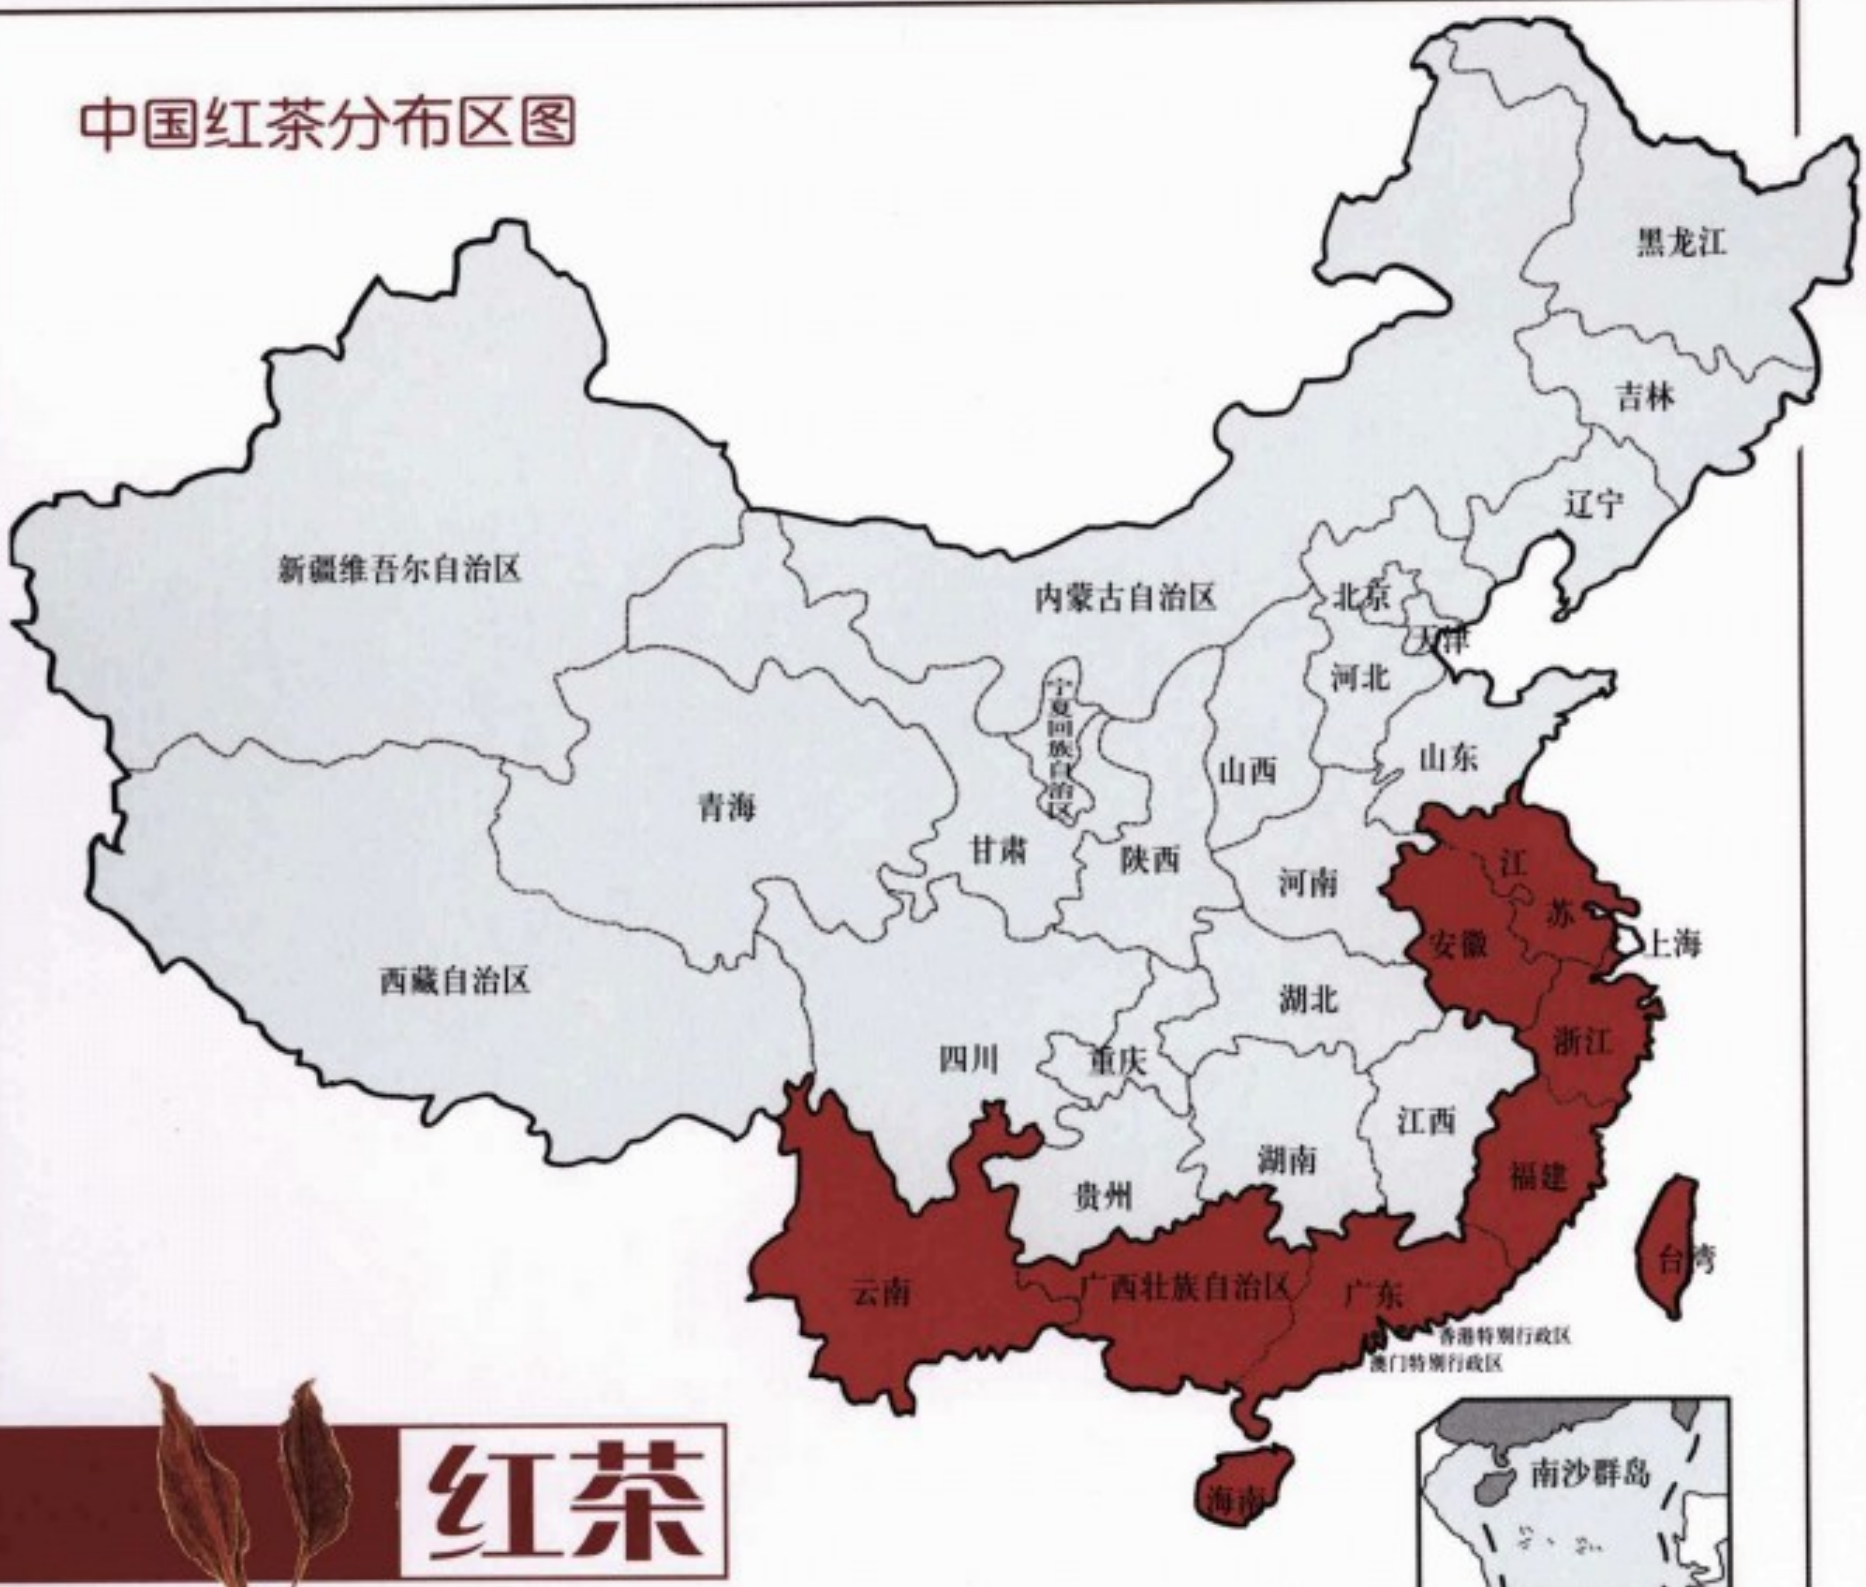 中国红茶分布区图
黑龙江
吉林
辽宁
新疆维吾尔自治区
内蒙古自治区
北京
天津
河北
宁夏回族自治区
山东
山西
青海
甘肃
陕西
河南
江苏
安徽
上海
西藏自治区
湖北
四川
重庆
浙江
江西
湖南
福建
贵州
台湾
云南
广西壮族自治区
广东
香港特别行政区
澳门特别行政区
海南
南沙群岛
红茶